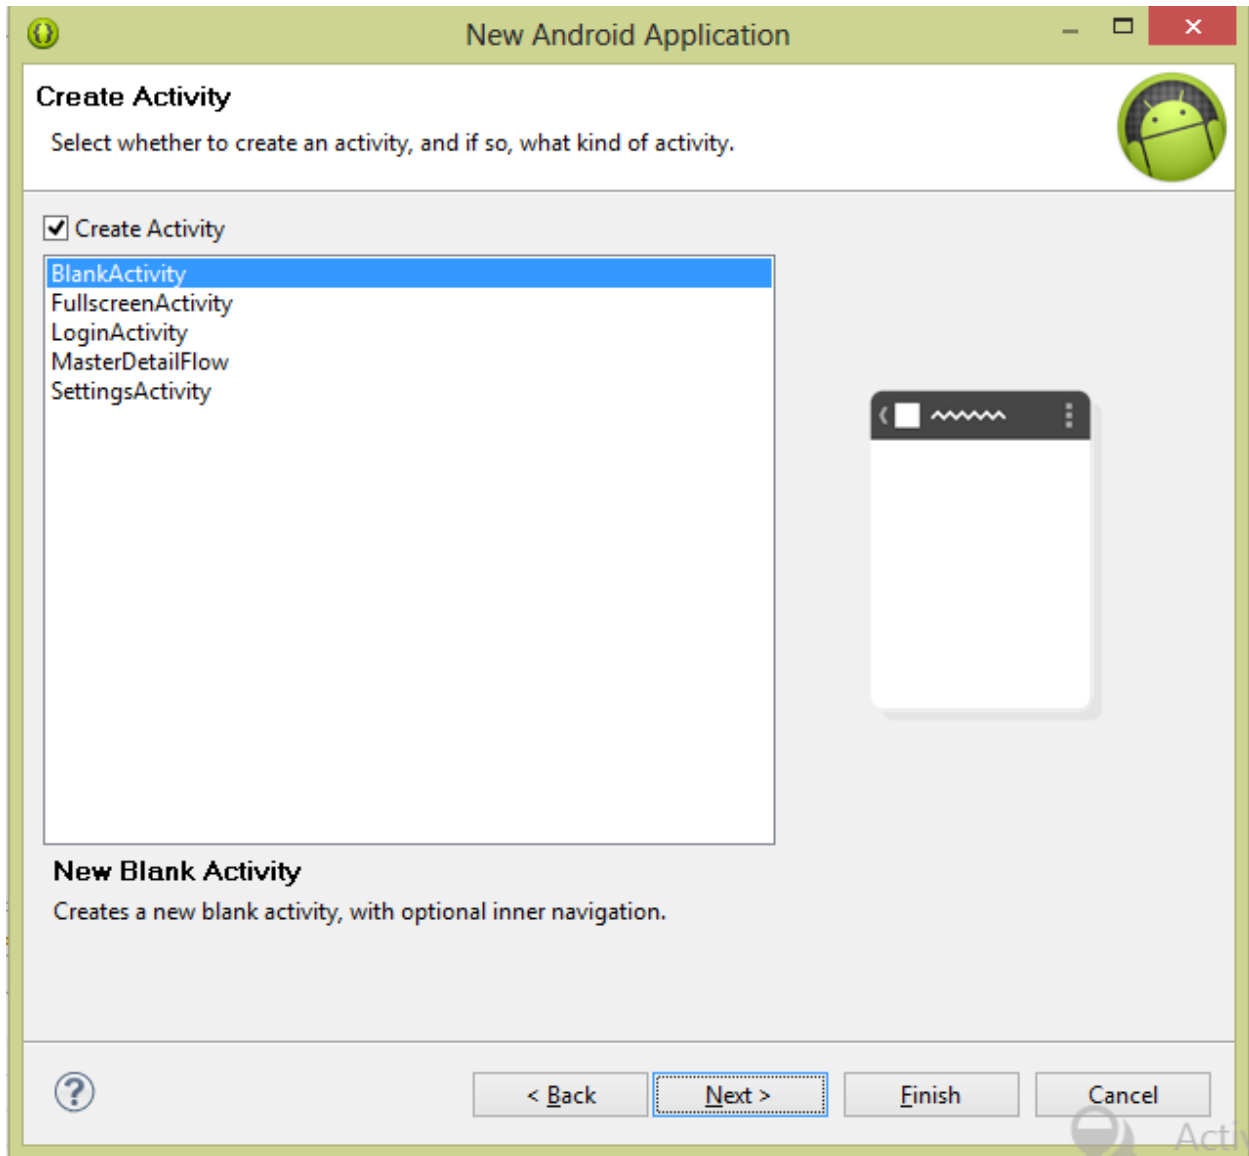 New Android Application
Create Activity
Select whether to create an activity, and if so, what kind of activity.
Create Activity
BlankActivity
FullscreenActivity
LoginActivity
MasterDetailFlow
SettingsActivity
New Blank Activity
Creates a new blank activity, with optional inner navigation.
< Back Next > Finish Cancel